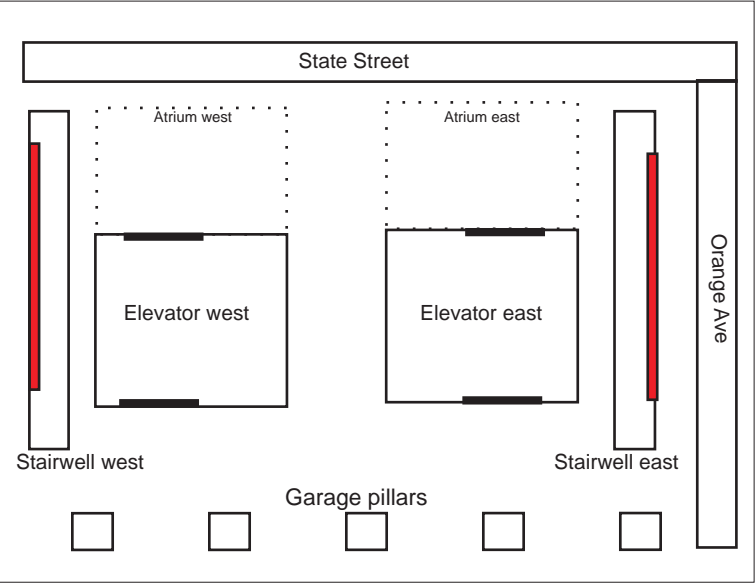 State Street
Atrium west
Atrium east
Elevator west
Elevator east
Orange Ave
Stairwell west
Stairwell east
Garage pillars